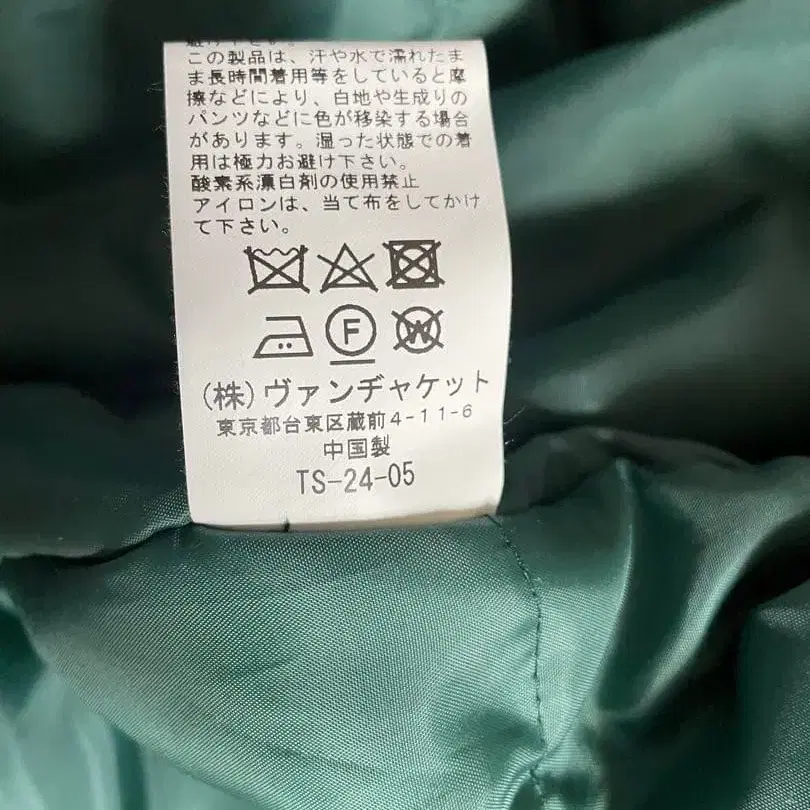 この製品は、汗や水で濡れたま
ま長時間着用等をしていると摩
擦などにより、白地や生成りの
パンツなどに色が移染する場合
があります。湿った状態での着
用は極力お避け下さい。
酸素系漂白剤の使用禁止
アイロンは、当て布をしてかけ
て下さい。
F W
(株)ヴァンヂャケット
東京都台東区蔵前4-11-6
中国製
TS-24-05